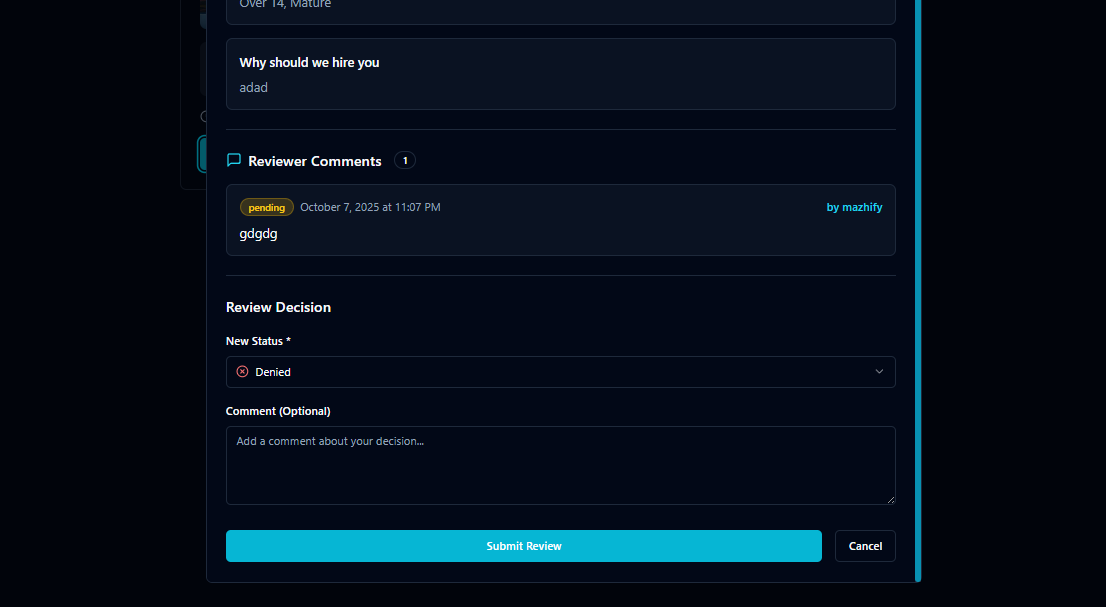 Over 14, Mature
Why should we hire you
adad
Reviewer Comments 1
pending October 7, 2025 at 11:07 PM by mazhify
gdgdg
Review Decision
New Status *
Denied
Comment (Optional)
Add a comment about your decision...
Submit Review Cancel